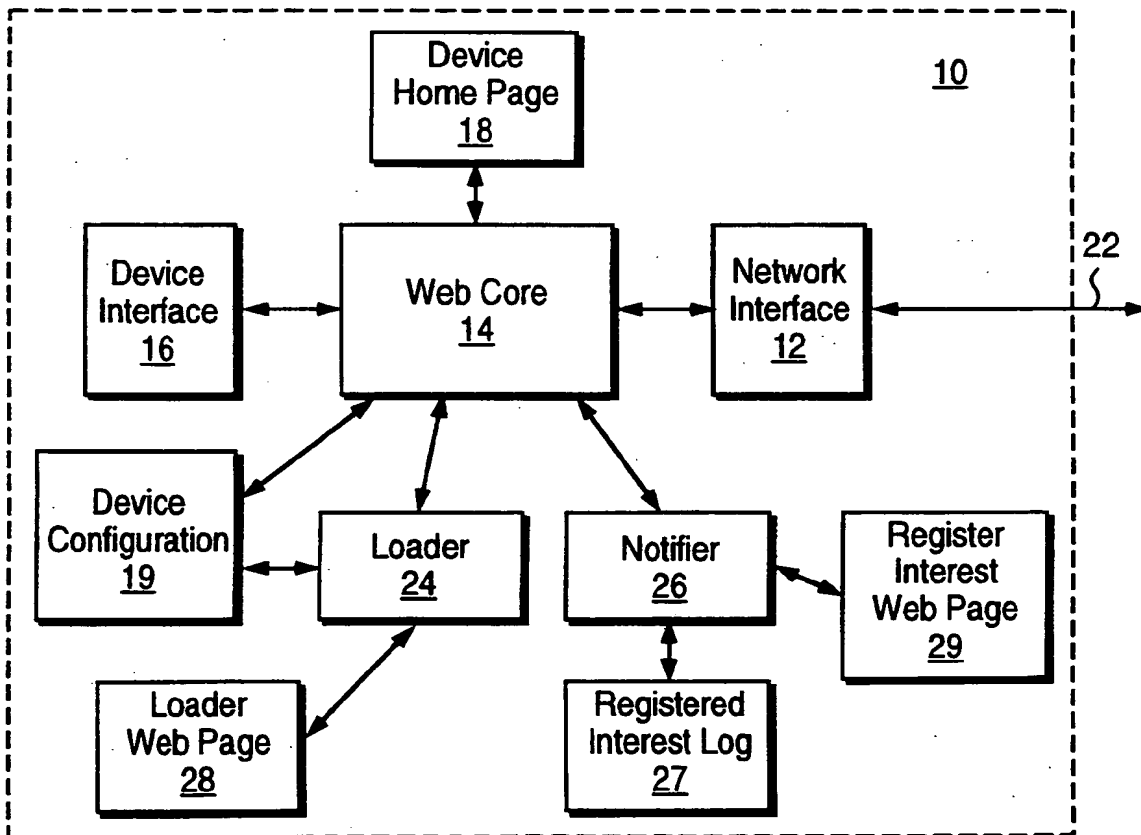 Device
Home Page
18
10
Device
Interface
16
Web Core
14
Network
Interface
12
22
Device
Configuration
19
Loader
24
Notifier
26
Register
Interest
Web Page
29
Loader
Web Page
28
Registered
Interest Log
27